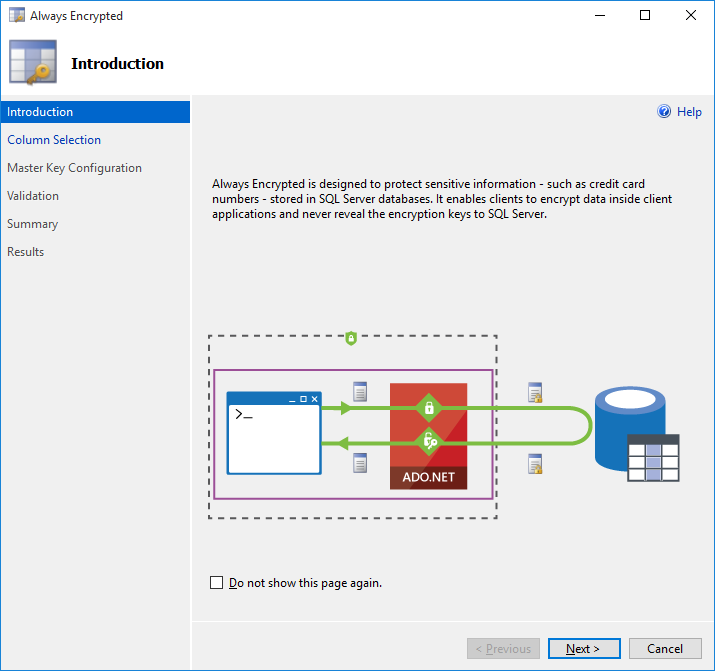 Always Encrypted
Introduction
Introduction
Column Selection
Master Key Configuration
Validation
Summary
Results
Help
Always Encrypted is designed to protect sensitive information - such as credit card
numbers - stored in SQL Server databases. It enables clients to encrypt data inside client
applications and never reveal the encryption keys to SQL Server.
>_
ADO.NET
Do not show this page again.
< Previous
Next >
Cancel